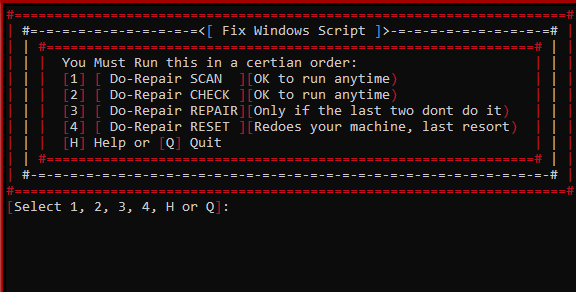 #=====================================================================#
| #=-=-=-=-=-=-=-=-=-=-=<[ Fix Windows Script ]>-=-=-=-=-=-=-=-=-=-=# |
| | #=============================================================# | |
| | | You Must Run this in a certian order: | | |
| | | [1] [ Do-Repair SCAN ][OK to run anytime) | | |
| | | [2] [ Do-Repair CHECK ][OK to run anytime) | | |
| | | [3] [ Do-Repair REPAIR][Only if the last two dont do it) | | |
| | | [4] [ Do-Repair RESET ][Redoes your machine, last resort) | | |
| | | [H] Help or [Q] Quit | | |
| | #=============================================================# | |
| #-=-=-=-=-=-=-=-=-=-=-=-=-=-=-=-=-=-=-=-=-=-=-=-=-=-=-=-=-=-=-=-=-# |
#=====================================================================#
[Select 1, 2, 3, 4, H or Q]: